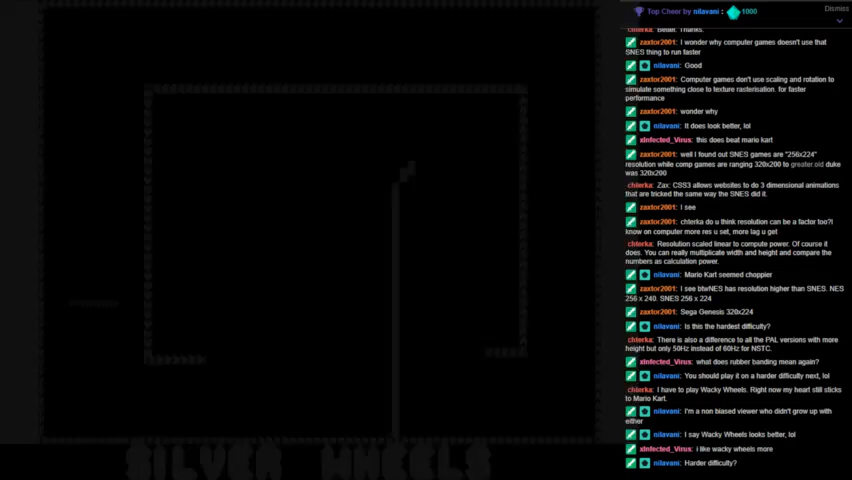 Top Cheer by nilavani : 1000
Dismiss
chterka: Belair. Thanks.
zaxtor2001: I wonder why computer games doesn't use that
SNES thing to run faster
nilavani: Good
zaxtor2001: Computer games don't use scaling and rotation to
simulate something close to texture rasterisation. for faster
performance
zaxtor2001: wonder why
nilavani: It does look better, lol
xInfected_Virus: this does beat mario kart
zaxtor2001: well I found out SNES games are "256x224"
resolution while comp games are ranging 320x200 to greater.old duke
was 320x200
chterka: Zax: CSS3 allows websites to do 3 dimensional animations
that are tricked the same way the SNES did it.
zaxtor2001: I see
zaxtor2001: chterka do u think resolution can be a factor too?I
know on computer more res u set, more lag u get
chterka: Resolution scaled linear to compute power. Of course it
does. You can really multiplicate width and height and compare the
numbers as calculation power.
nilavani: Mario Kart seemed choppier
zaxtor2001: I see btwNES has resolution higher than SNES. NES
256 x 240. SNES 256 x 224
zaxtor2001: Sega Genesis 320x224
nilavani: Is this the hardest difficulty?
chterka: There is also a difference to all the PAL versions with more
height but only 50Hz instead of 60Hz for NSTC.
xInfected_Virus: what does rubber banding mean again?
nilavani: You should play it on a harder difficulty next, lol
chterka: I have to play Wacky Wheels. Right now my heart still sticks
to Mario Kart.
nilavani: I'm a non biased viewer who didn't grow up with
either
nilavani: I say Wacky Wheels looks better, lol
xInfected_Virus: i like wacky wheels more
nilavani: Harder difficulty?
SILVER WHEELS